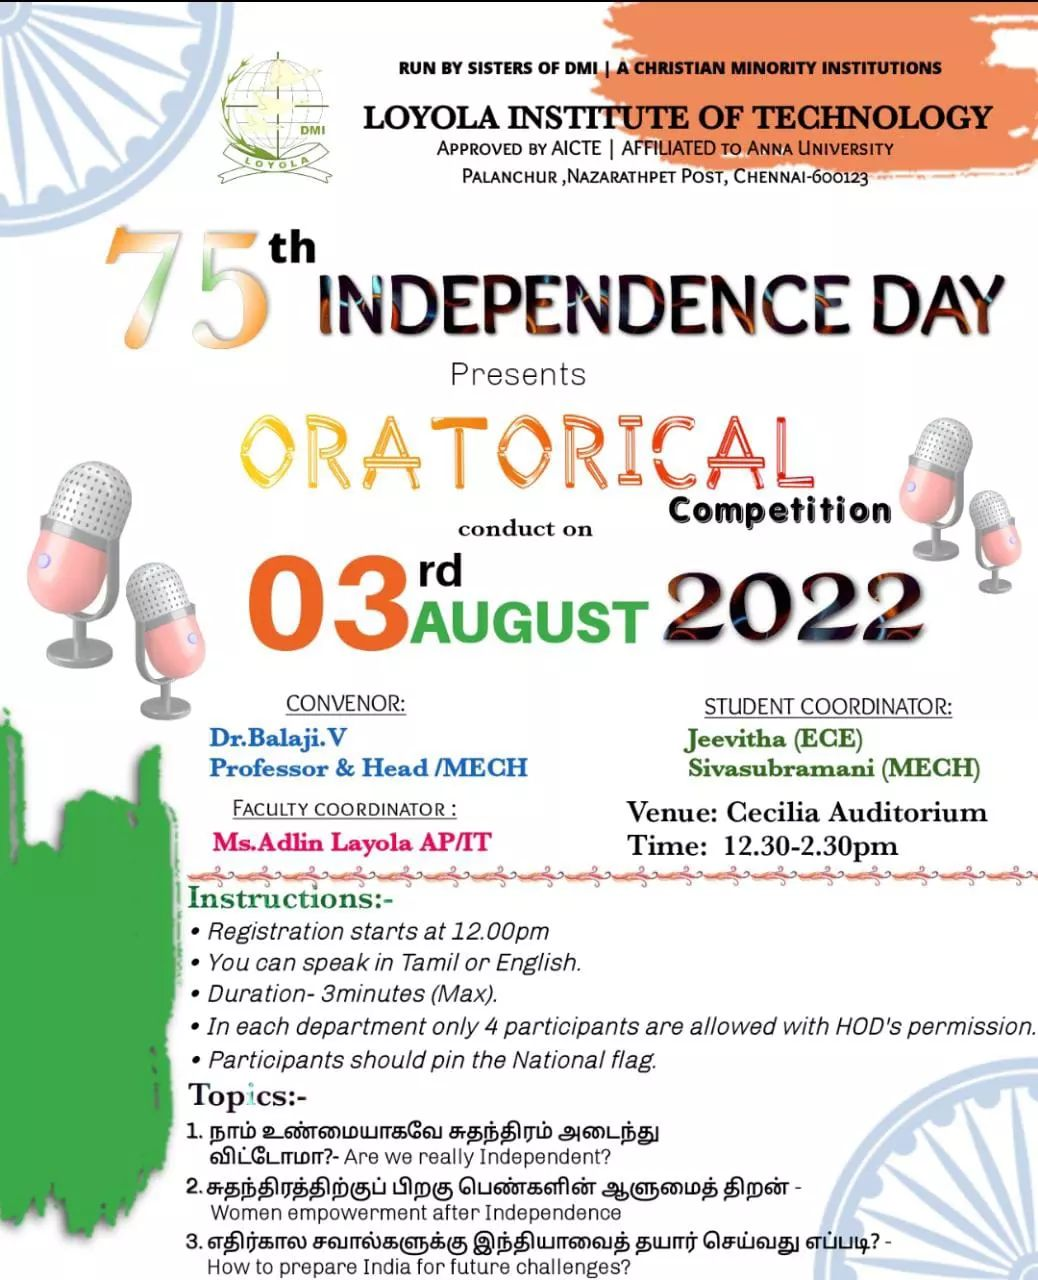 RUN BY SISTERS OF DMI | A CHRISTIAN MINORITY INSTITUTIONS
LOYOLA INSTITUTE OF TECHNOLOGY
APPROVED BY AICTE | AFFILIATED TO ANNA UNIVERSITY
PALANCHUR ,NAZARATHPET POST, CHENNAI-600123
DMI
LOYOLA
75th INDEPENDENCE DAY
Presents
ORATORICAL
Competition
conduct on
03rd AUGUST 2022
CONVENOR:
Dr.Balaji.V
Professor & Head /MECH
FACULTY COORDINATOR :
Ms.Adlin Layola AP/IT
STUDENT COORDINATOR:
Jeevitha (ECE)
Sivasubramani (MECH)
Venue: Cecilia Auditorium
Time: 12.30-2.30pm
Instructions:-
• Registration starts at 12.00pm
• You can speak in Tamil or English.
• Duration- 3minutes (Max).
• In each department only 4 participants are allowed with HOD's permission.
• Participants should pin the National flag.
Topics:-
1. நாம் உண்மையாகவே சுதந்திரம் அடைந்து
விட்டோமா?- Are we really Independent?
2. சுதந்திரத்திற்குப் பிறகு பெண்களின் ஆளுமைத் திறன் -
Women empowerment after Independence
3. எதிர்கால சவால்களுக்கு இந்தியாவைத் தயார் செய்வது எப்படி? -
How to prepare India for future challenges?